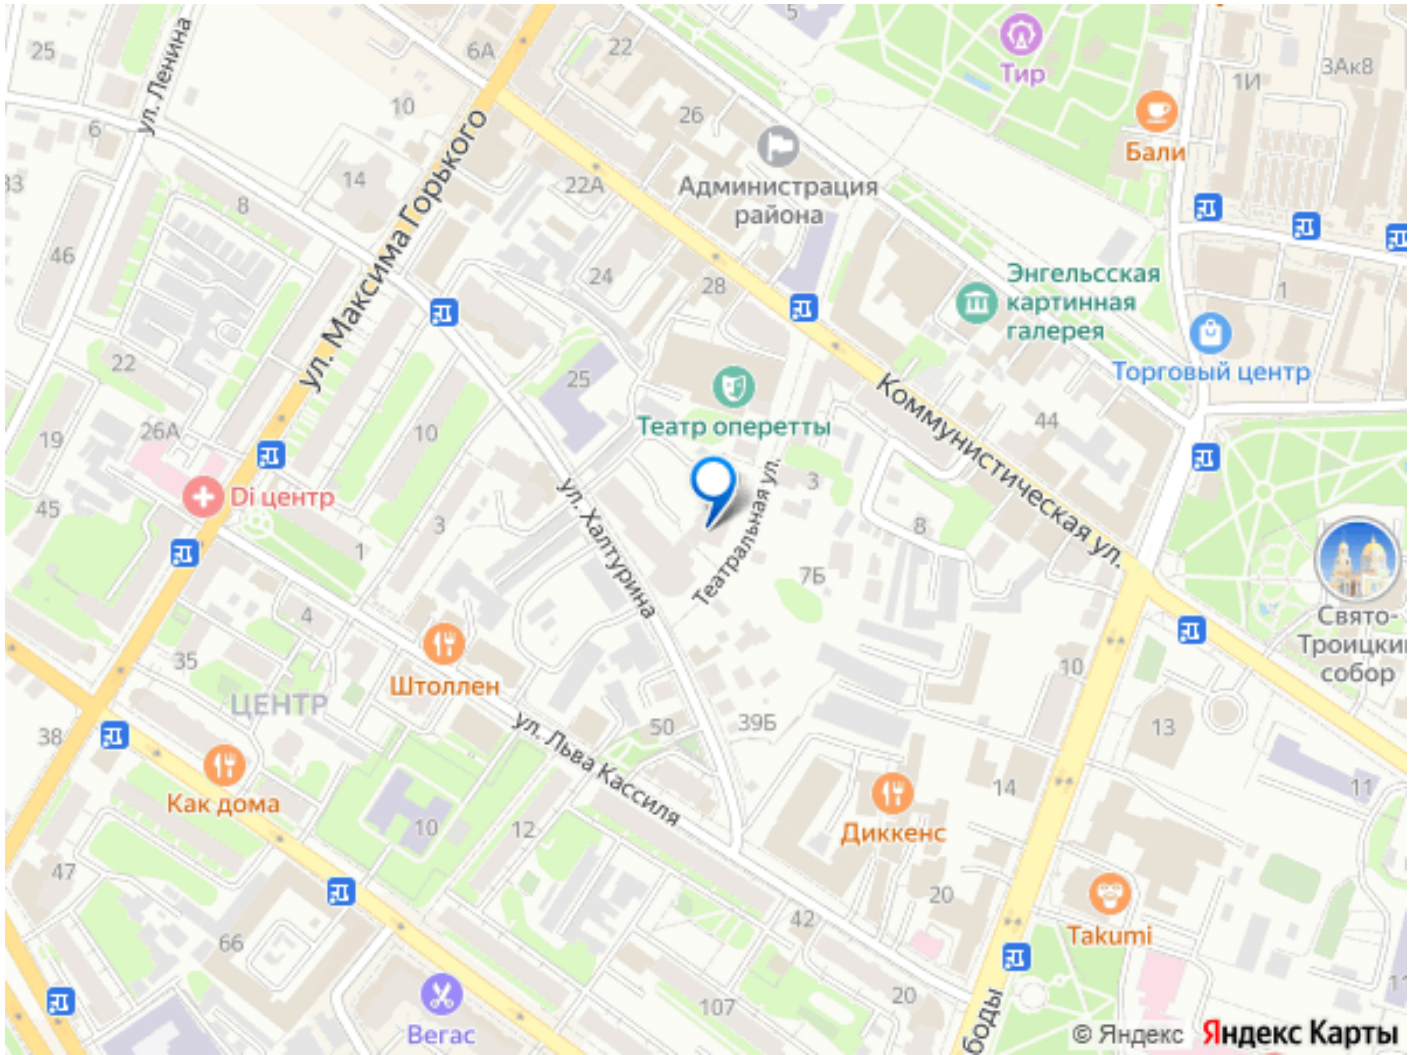 5
25
ул. Ленина
22
6А
Тир
1И
3Ак8
10
26
Бали
6
Администрация
района
33
14
22А
8
ул. Максима Горького
46
24
28
Энгельсская
картинная
галерея
1
22
25
Торговый центр
Театр оперетты
Коммунистическая ул.
44
19
26А
10
Di центр
45
3
3
8
ул. Халтурина
Театральная ул.
1
7Б
4
Свято-
Троицки
собор
35
Штоллен
10
ЦЕНТР
38
50
39Б
13
ул. Льва Кассиля
Как дома
14
11
10
12
Диккенс
47
20
42
66
Takumi
107
20
Вегас
боды
11
© Яндекс
Яндекс Карты